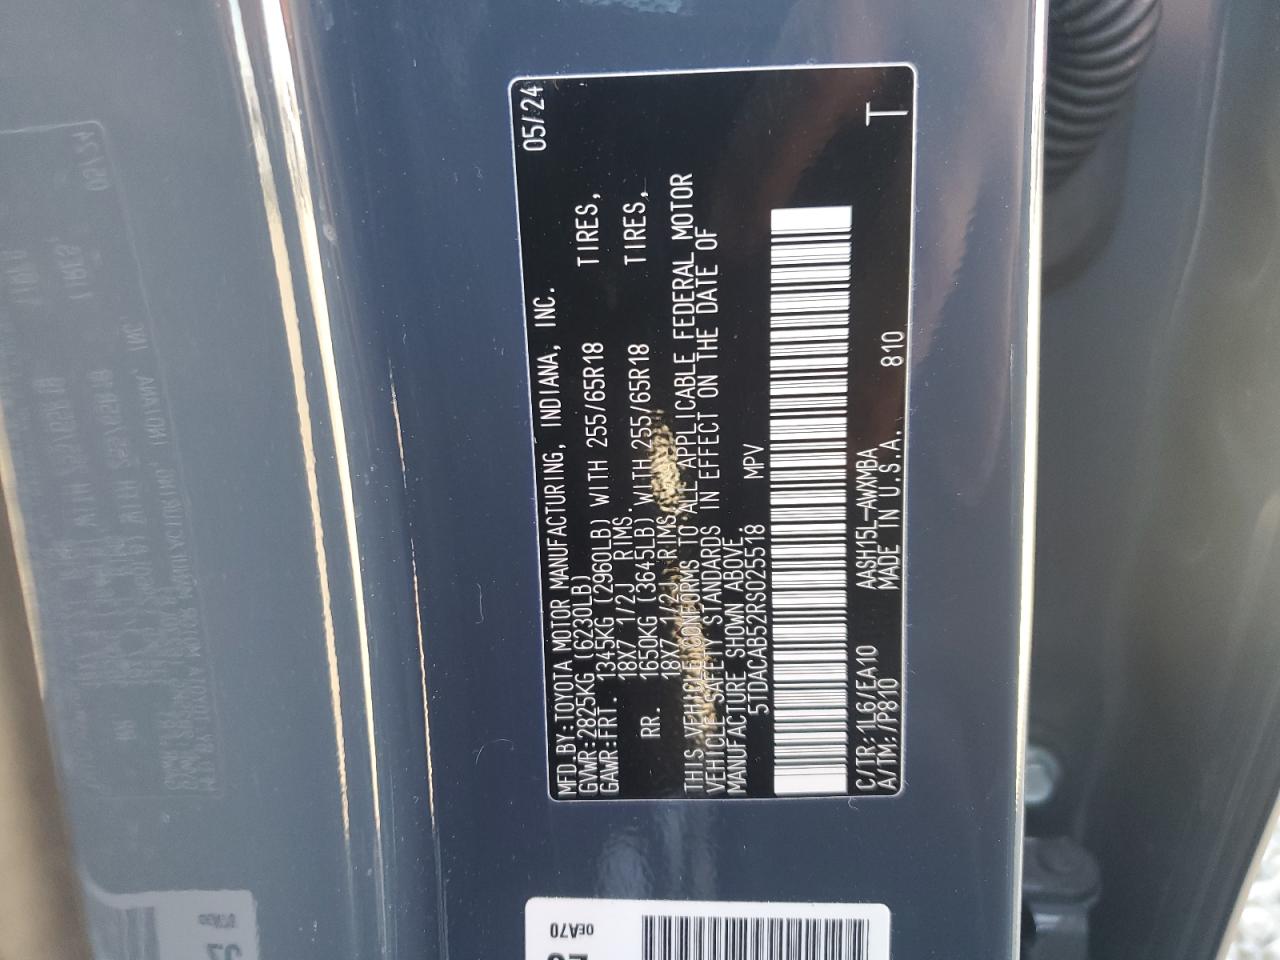 MFD.BY:TOYOTA MOTOR MANUFACTURING, INDIANA, INC. 05/24
GVWR:2825KG (6230LB)
GAWR:FRT. 1345KG (2960LB) WITH 255/65R18 TIRES,
18X7 1/2J RIMS.
RR. 1650KG (3645LB) WITH 255/65R18 TIRES,
18X7 1/2J RIMS.
THIS VEHICLE CONFORMS TO ALL APPLICABLE FEDERAL MOTOR
VEHICLE SAFETY STANDARDS IN EFFECT ON THE DATE OF
MANUFACTURE SHOWN ABOVE.
5TDACAB52RS025518 MPV
C/TR:1L6/EA10 AASH15L-AWXMBA
A/TM:/P810 MADE IN U.S.A. 810 T
0EA70